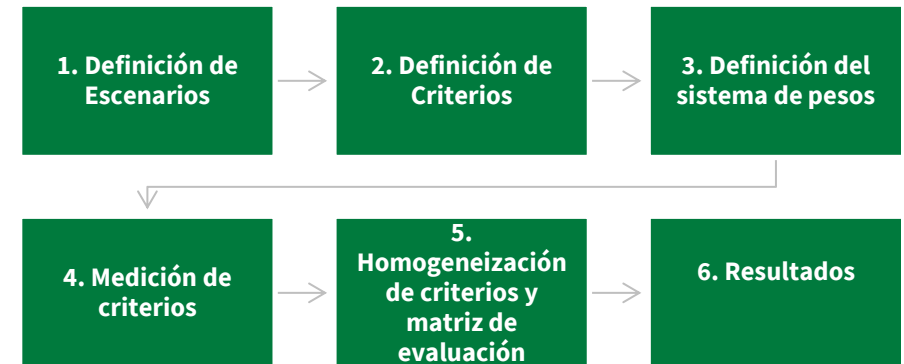 1. Definición de
Escenarios
2. Definición de
Criterios
3. Definición del
sistema de pesos
4. Medición de
criterios
5.
Homogeneización
de criterios y
matriz de
evaluación
6. Resultados